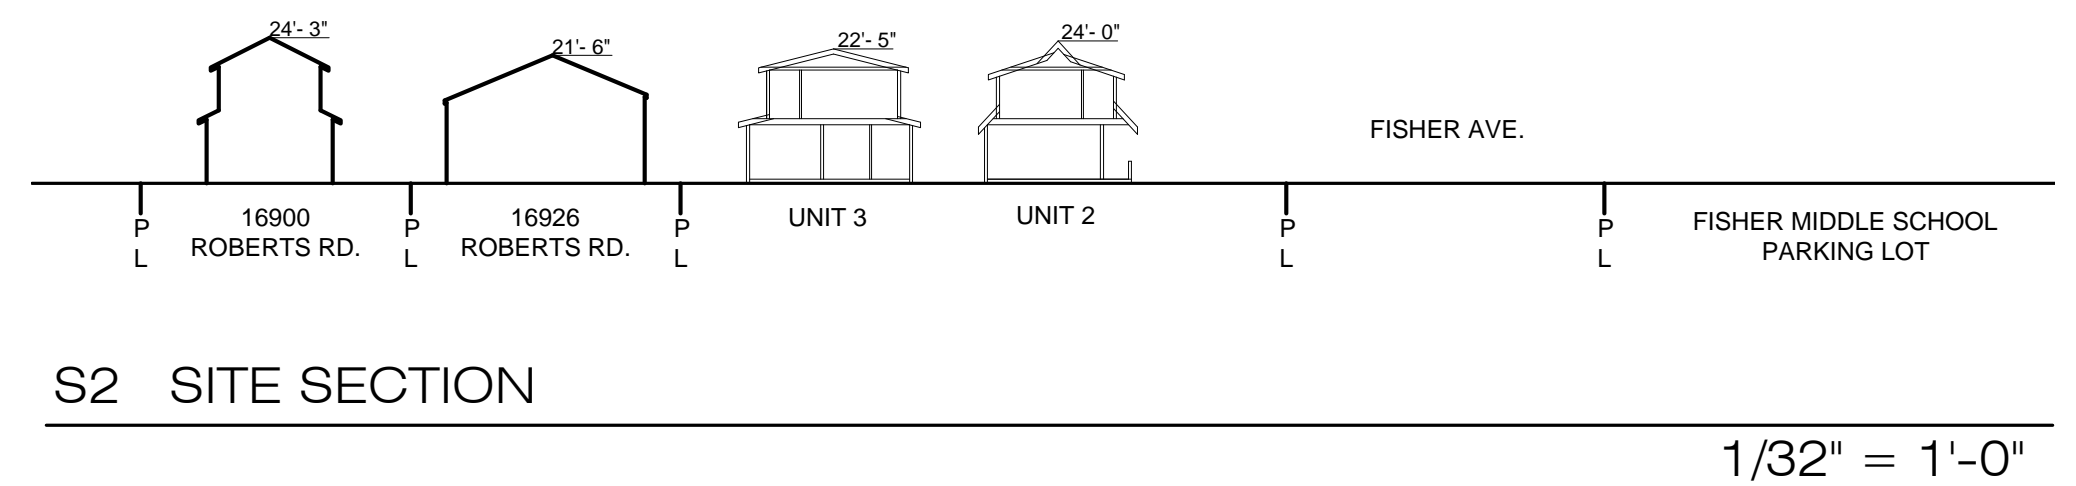 24'- 3"
21'- 6"
22'- 5"
24'- 0"
FISHER AVE.
P
L
16900
ROBERTS RD.
P
L
16926
ROBERTS RD.
P
L
UNIT 3
UNIT 2
P
L
P
L
FISHER MIDDLE SCHOOL
PARKING LOT
S2 SITE SECTION
1/32" = 1'-0"